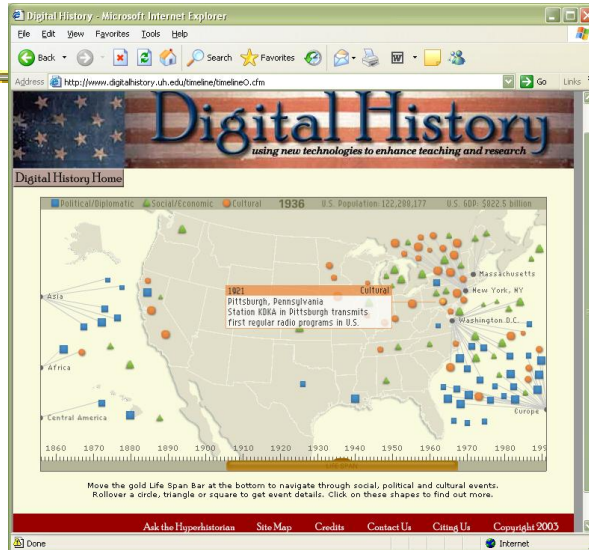 Digital History - Microsoft Internet Explorer
File Edit View Favorites Tools Help
Back Search Favorites
Address http://www.digitalhistory.uh.edu/timeline/timelineO.cfm Go Links
Digital History
using new technologies to enhance teaching and research
Digital History Home
Political/Diplomatic Social/Economic Cultural 1936 U.S. Population: 122,288,177 U.S. GDP: $822.5 billion
Massachusetts
1921 Cultural
New York, NY
Asia
Pittsburgh, Pennsylvania
Station KDKA in Pittsburgh transmits
first regular radio programs in U.S.
Washington D.C.
Africa
Central America
Europe
1860 1870 1880 1890 1900 1910 1920 1930 1940 1950 1960 1970 1980 199
Move the gold Life Span Bar at the bottom to navigate through social, political and cultural events.
Rollover a circle, triangle or square to get event details. Click on these shapes to find out more.
Ask the Hyperhistorian Site Map Credits Contact Us Citing Us Copyright 2003
Done Internet